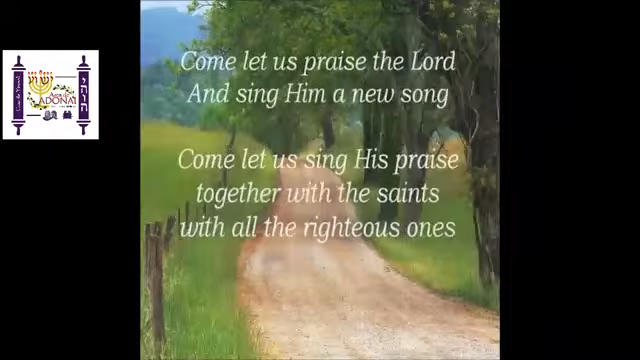 Come let us praise the Lord
And sing Him a new song
Come let us sing His praise
together with the saints
with all the righteous ones
ADONAI